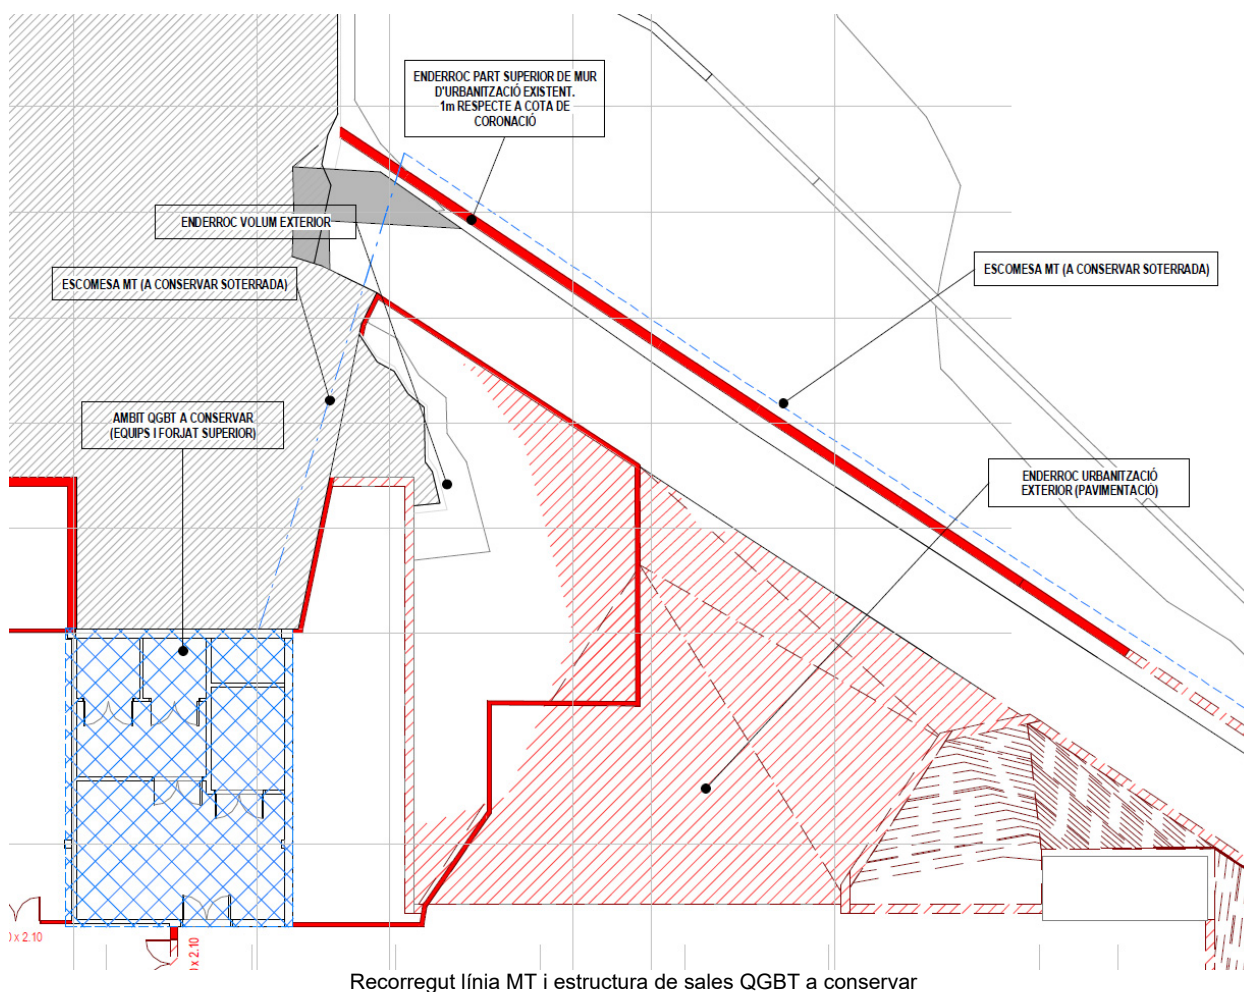 ENDERROC PART SUPERIOR DE MUR
D'URBANITZACIÓ EXISTENT.
1m RESPECTE A COTA DE
CORONACIÓ
ENDERROC VOLUM EXTERIOR
ESCOMESA MT (A CONSERVAR SOTERRADA)
ESCOMESA MT (A CONSERVAR SOTERRADA)
AMBIT QGBT A CONSERVAR
(EQUIPS I FORJAT SUPERIOR)
ENDERROC URBANITZACIÓ
EXTERIOR (PAVIMENTACIÓ)
x 2.10
x 2.10
Recorregut línia MT i estructura de sales QGBT a conservar